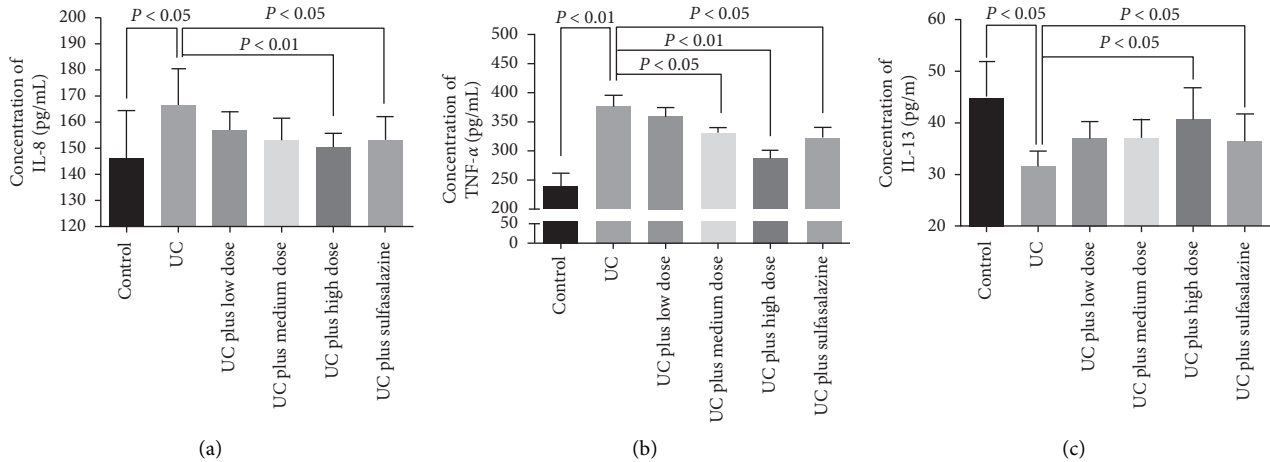 Concentration of
IL-8 (pg/mL)
200
190
180
170
160
150
140
130
120
P < 0.05
P < 0.05
P < 0.01
Control
UC
UC plus low dose
UC plus medium dose
UC plus high dose
UC plus sulfasalazine
(a)
Concentration of
TNF-α (pg/mL)
500
450
400
350
300
250
200
50
0
P < 0.01
P < 0.05
P < 0.01
P < 0.05
Control
UC
UC plus low dose
UC plus medium dose
UC plus high dose
UC plus sulfasalazine
(b)
Concentration of
IL-13 (pg/m)
60
50
40
30
20
P < 0.05
P < 0.05
P < 0.05
Control
UC
UC plus low dose
UC plus medium dose
UC plus high dose
UC plus sulfasalazine
(c)